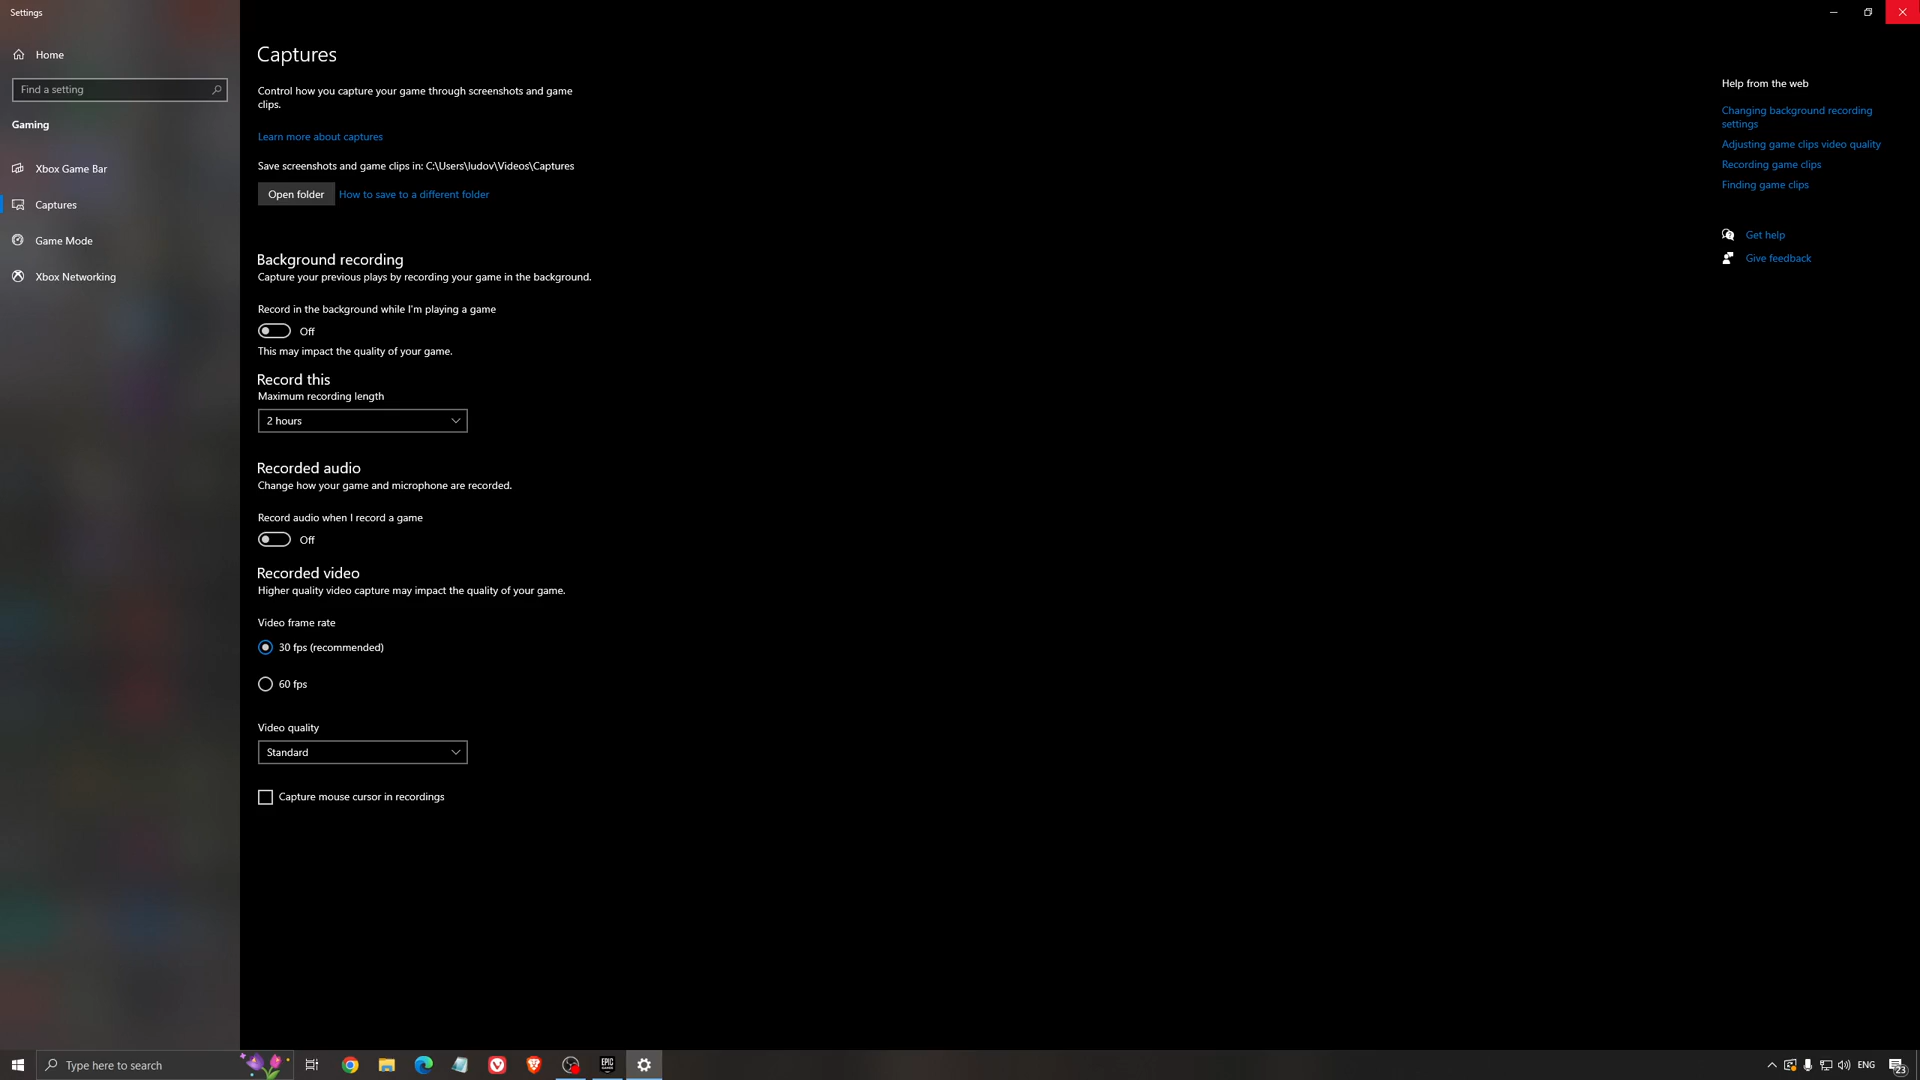 Settings
Home
Find a setting
Gaming
Xbox Game Bar
Captures
Game Mode
Xbox Networking
Captures
Control how you capture your game through screenshots and game
clips.
Learn more about captures
Save screenshots and game clips in: C:\Users\ludov\Videos\Captures
Open folder
How to save to a different folder
Background recording
Capture your previous plays by recording your game in the background.
Record in the background while I'm playing a game
Off
This may impact the quality of your game.
Record this
Maximum recording length
2 hours
Recorded audio
Change how your game and microphone are recorded.
Record audio when I record a game
Off
Recorded video
Higher quality video capture may impact the quality of your game.
Video frame rate
30 fps (recommended)
60 fps
Video quality
Standard
Capture mouse cursor in recordings
Help from the web
Changing background recording
settings
Adjusting game clips video quality
Recording game clips
Finding game clips
Get help
Give feedback
Type here to search
EPIC
GAMES
ENG
23